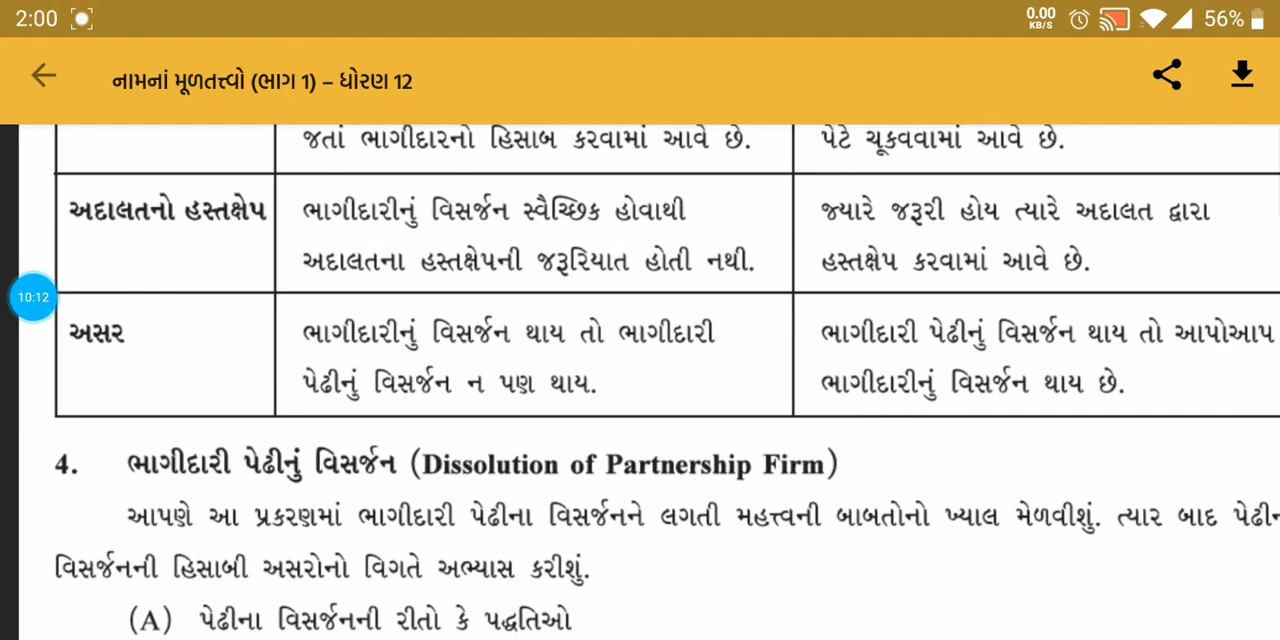 2:00
0.00
KB/S
56%
નામનાં મૂળતત્ત્વો (ભાગ 1) – ધોરણ 12
જતાં ભાગીદારનો હિસાબ કરવામાં આવે છે.
પેટે ચૂકવવામાં આવે છે.
અદાલતનો હસ્તક્ષેપ
ભાગીદારીનું વિસર્જન સ્વૈચ્છિક હોવાથી
અદાલતના હસ્તક્ષેપની જરૂરિયાત હોતી નથી.
જ્યારે જરૂરી હોય ત્યારે અદાલત દ્વારા
હસ્તક્ષેપ કરવામાં આવે છે.
10:12
અસર
ભાગીદારીનું વિસર્જન થાય તો ભાગીદારી
પેઢીનું વિસર્જન ન પણ થાય.
ભાગીદારી પેઢીનું વિસર્જન થાય તો આપોઆપ
ભાગીદારીનું વિસર્જન થાય છે.
4. ભાગીદારી પેઢીનું વિસર્જન (Dissolution of Partnership Firm)
આપણે આ પ્રકરણમાં ભાગીદારી પેઢીના વિસર્જનને લગતી મહત્ત્વની બાબતોનો ખ્યાલ મેળવીશું. ત્યાર બાદ
વિસર્જનની હિસાબી અસરોનો વિગતે અભ્યાસ કરીશું.
(A) પેઢીના વિસર્જનની રીતો કે પદ્ધતિઓ